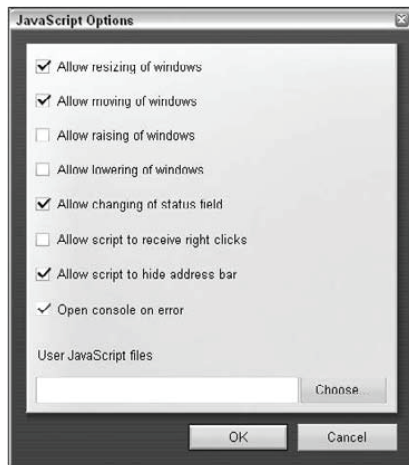 JavaScript Options
Allow resizing of windows
Allow moving of windows
Allow raising of windows
Allow lowering of windows
Allow changing of status field
Allow script to receive right clicks
Allow script to hide address bar
Open console on error
User JavaScript files
Choose...
OK Cancel